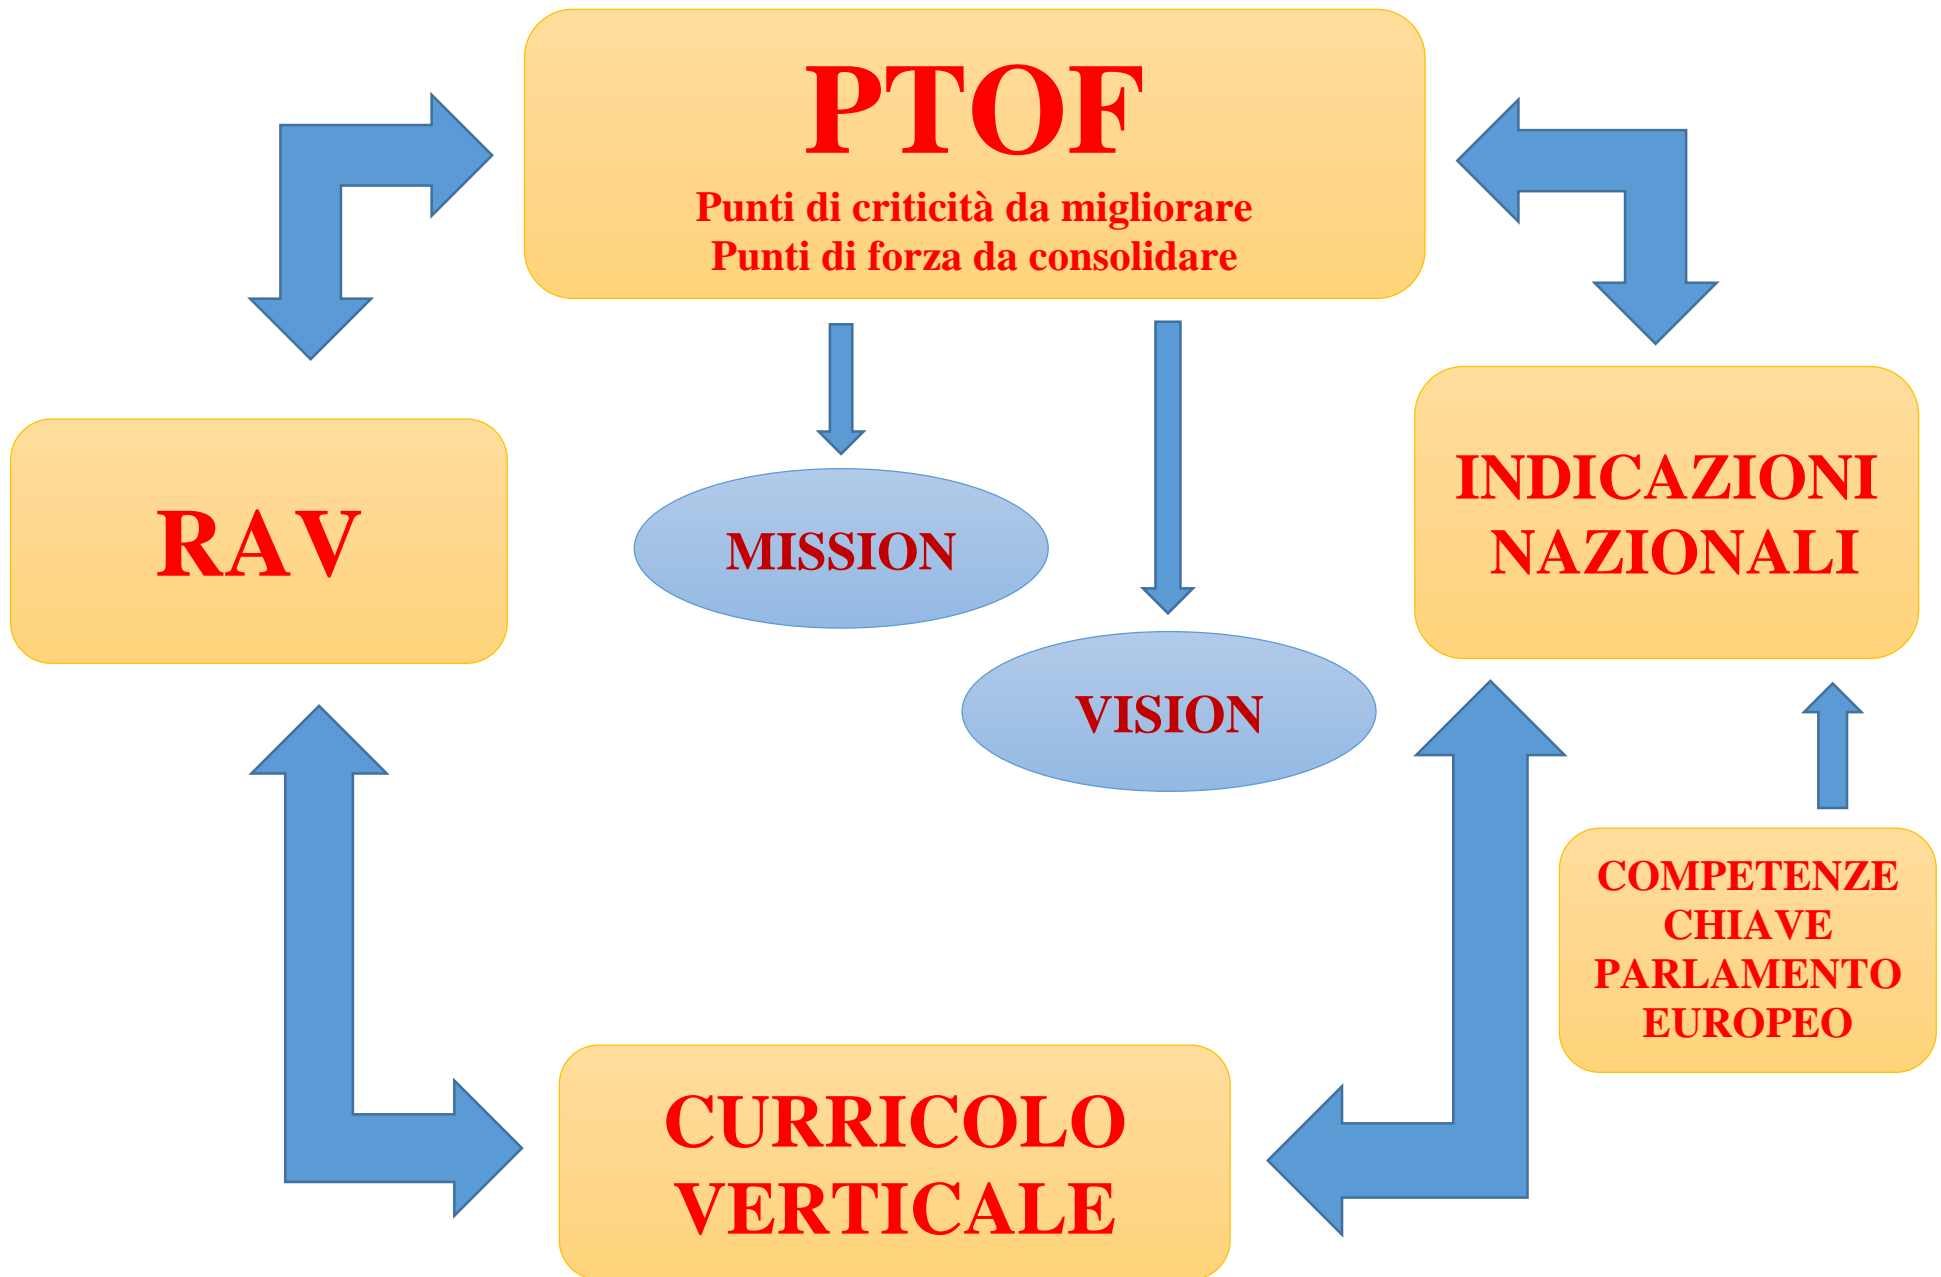 PTOF
Punti di criticità da migliorare
Punti di forza da consolidare
RAV
MISSION
INDICAZIONI
NAZIONALI
VISION
COMPETENZE
CHIAVE
PARLAMENTO
EUROPEO
CURRICOLO
VERTICALE